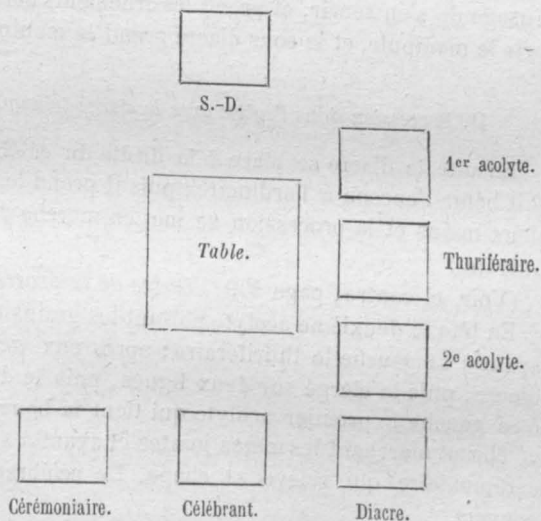 S.-D.
1er acolyte.
Table.
Thuriféraire.
2e acolyte.
Cérémoniaire. Célébrant. Diacre.